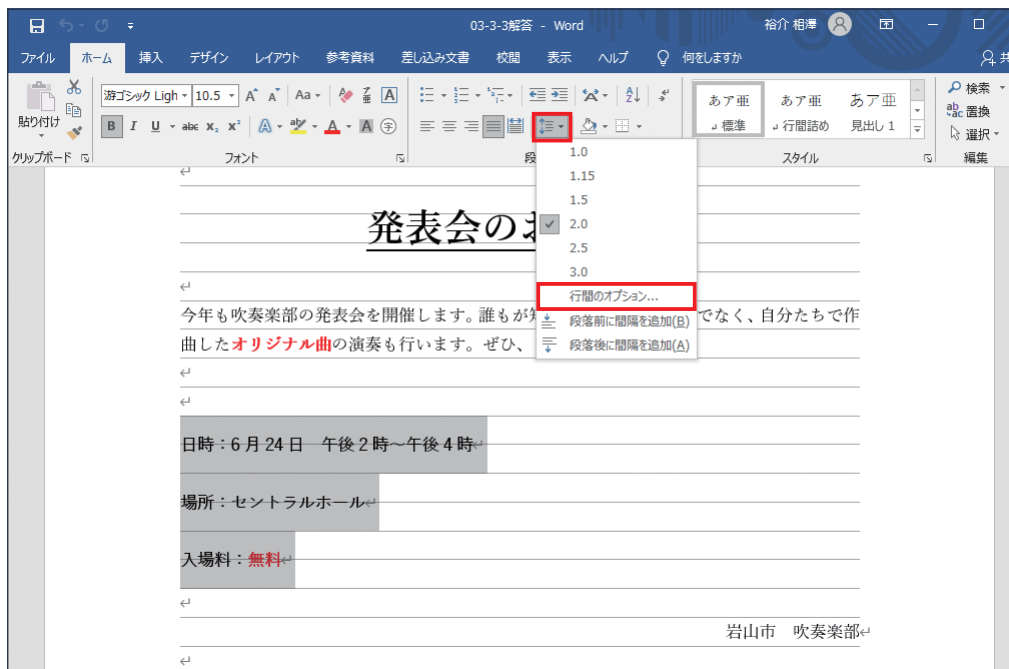 03-3-3解答 - Word
裕介 相澤
ファイル ホーム 挿入 デザイン レイアウト 参考資料 差し込み文書 校閲 表示 ヘルプ 何をしますか 共
貼り付け
游ゴシック Ligh 10.5
Aa
検索
置換
選択
B I U abc x₂ x²
あア亜 標準
あア亜 行間詰め
あア亜 見出し 1
クリップボード フォント 段 スタイル 編集
1.0
1.15
1.5
2.0
2.5
3.0
行間のオプション...
段落前に間隔を追加(B)
段落後に間隔を追加(A)
発表会のお
今年も吹奏楽部の発表会を開催します。誰もが でなく、自分たちで作
曲したオリジナル曲の演奏も行います。ぜひ、
日時：6月24日　午後2時～午後4時
場所：セントラルホール
入場料：無料
岩山市　吹奏楽部